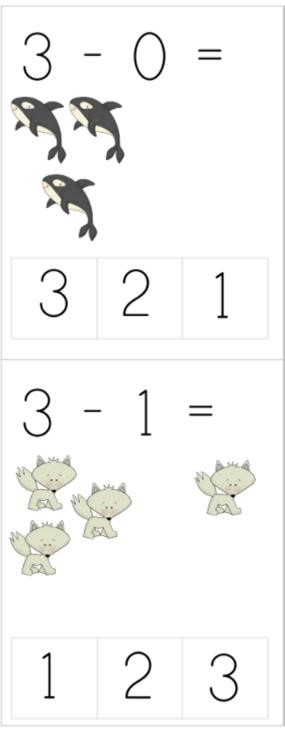 3 - 0 =
3 2 1
3 - 1 =
1 2 3